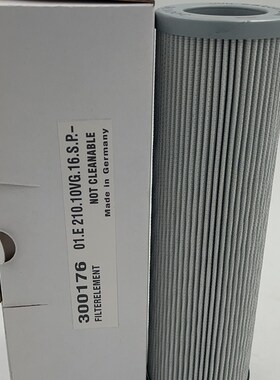 300176 01.E 210.10VG.16.S.P.-
FILTERELEMENT NOT CLEANABLE
Made in Germany